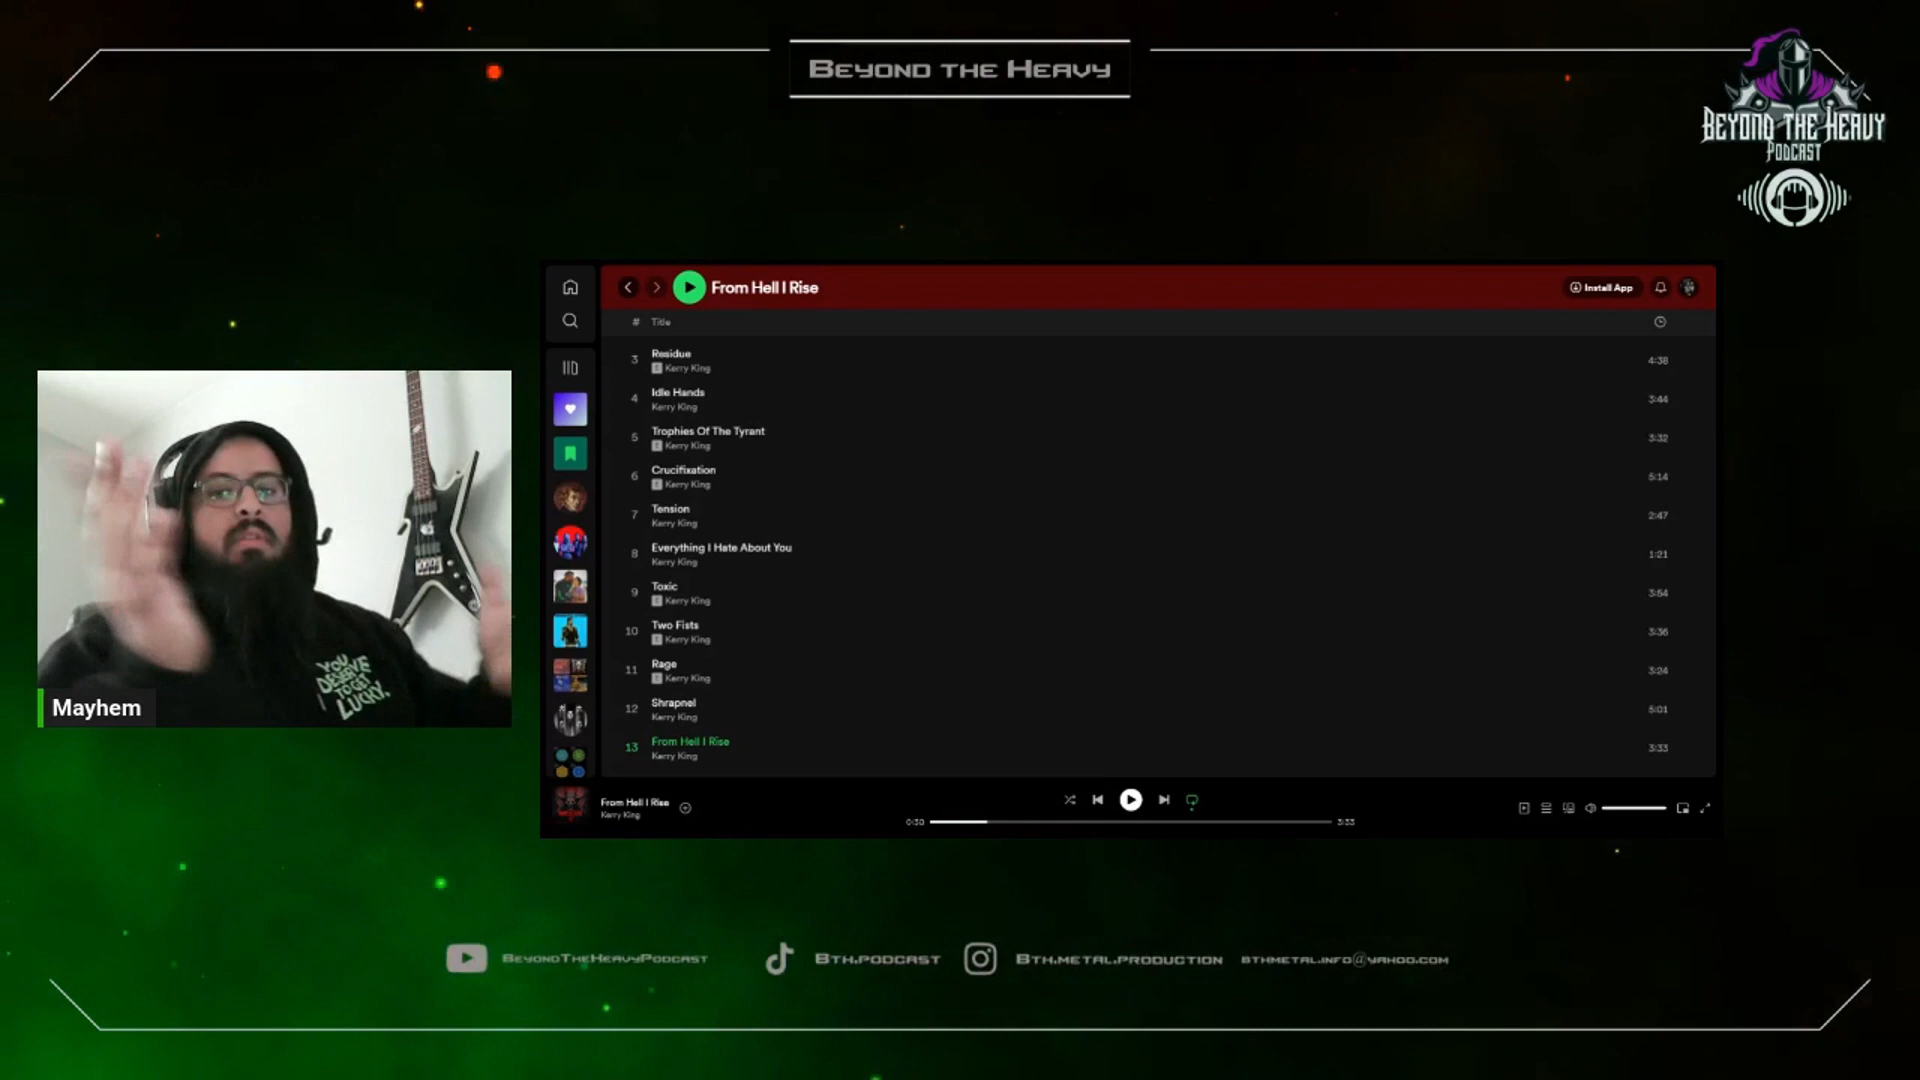 BEYOND THE HEAVY
BEYOND THE HEAVY
PODCAST
From Hell I Rise
Install App
# Title
3 Residue 4:38
E Kerry King
4 Idle Hands 3:44
Kerry King
5 Trophies Of The Tyrant 3:32
E Kerry King
6 Crucifixation 5:14
E Kerry King
7 Tension 2:47
Kerry King
8 Everything I Hate About You 1:21
Kerry King
9 Toxic 3:54
E Kerry King
10 Two Fists 3:36
E Kerry King
11 Rage 3:24
E Kerry King
12 Shrapnel 5:01
Kerry King
13 From Hell I Rise 3:33
Kerry King
From Hell I Rise
Kerry King
0:30 3:33
YOU'VE
DESERVE
TO GET
LUCKY.
Mayhem
BEYONDTHEHEAVYPODCAST BTH.PODCAST BTH.METAL.PRODUCTION BTHMETAL.INFO@YAHOO.COM